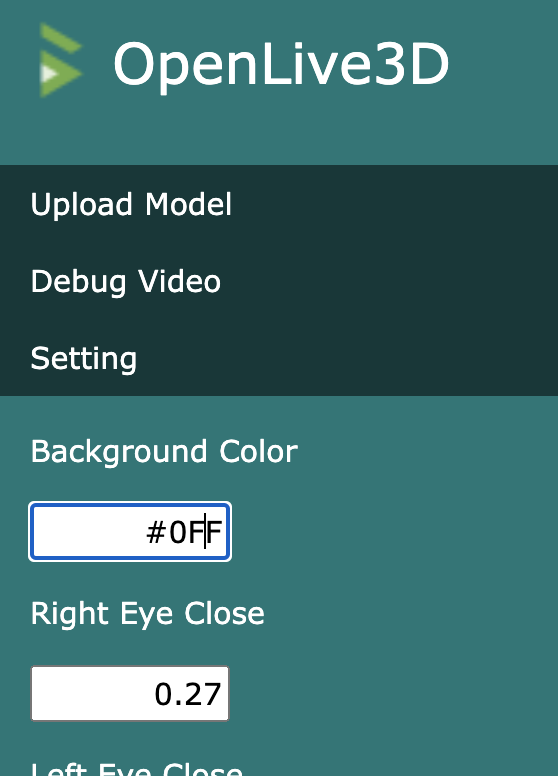 OpenLive3D
Upload Model
Debug Video
Setting
Background Color
#0FF
Right Eye Close
0.27
Left Eye Close